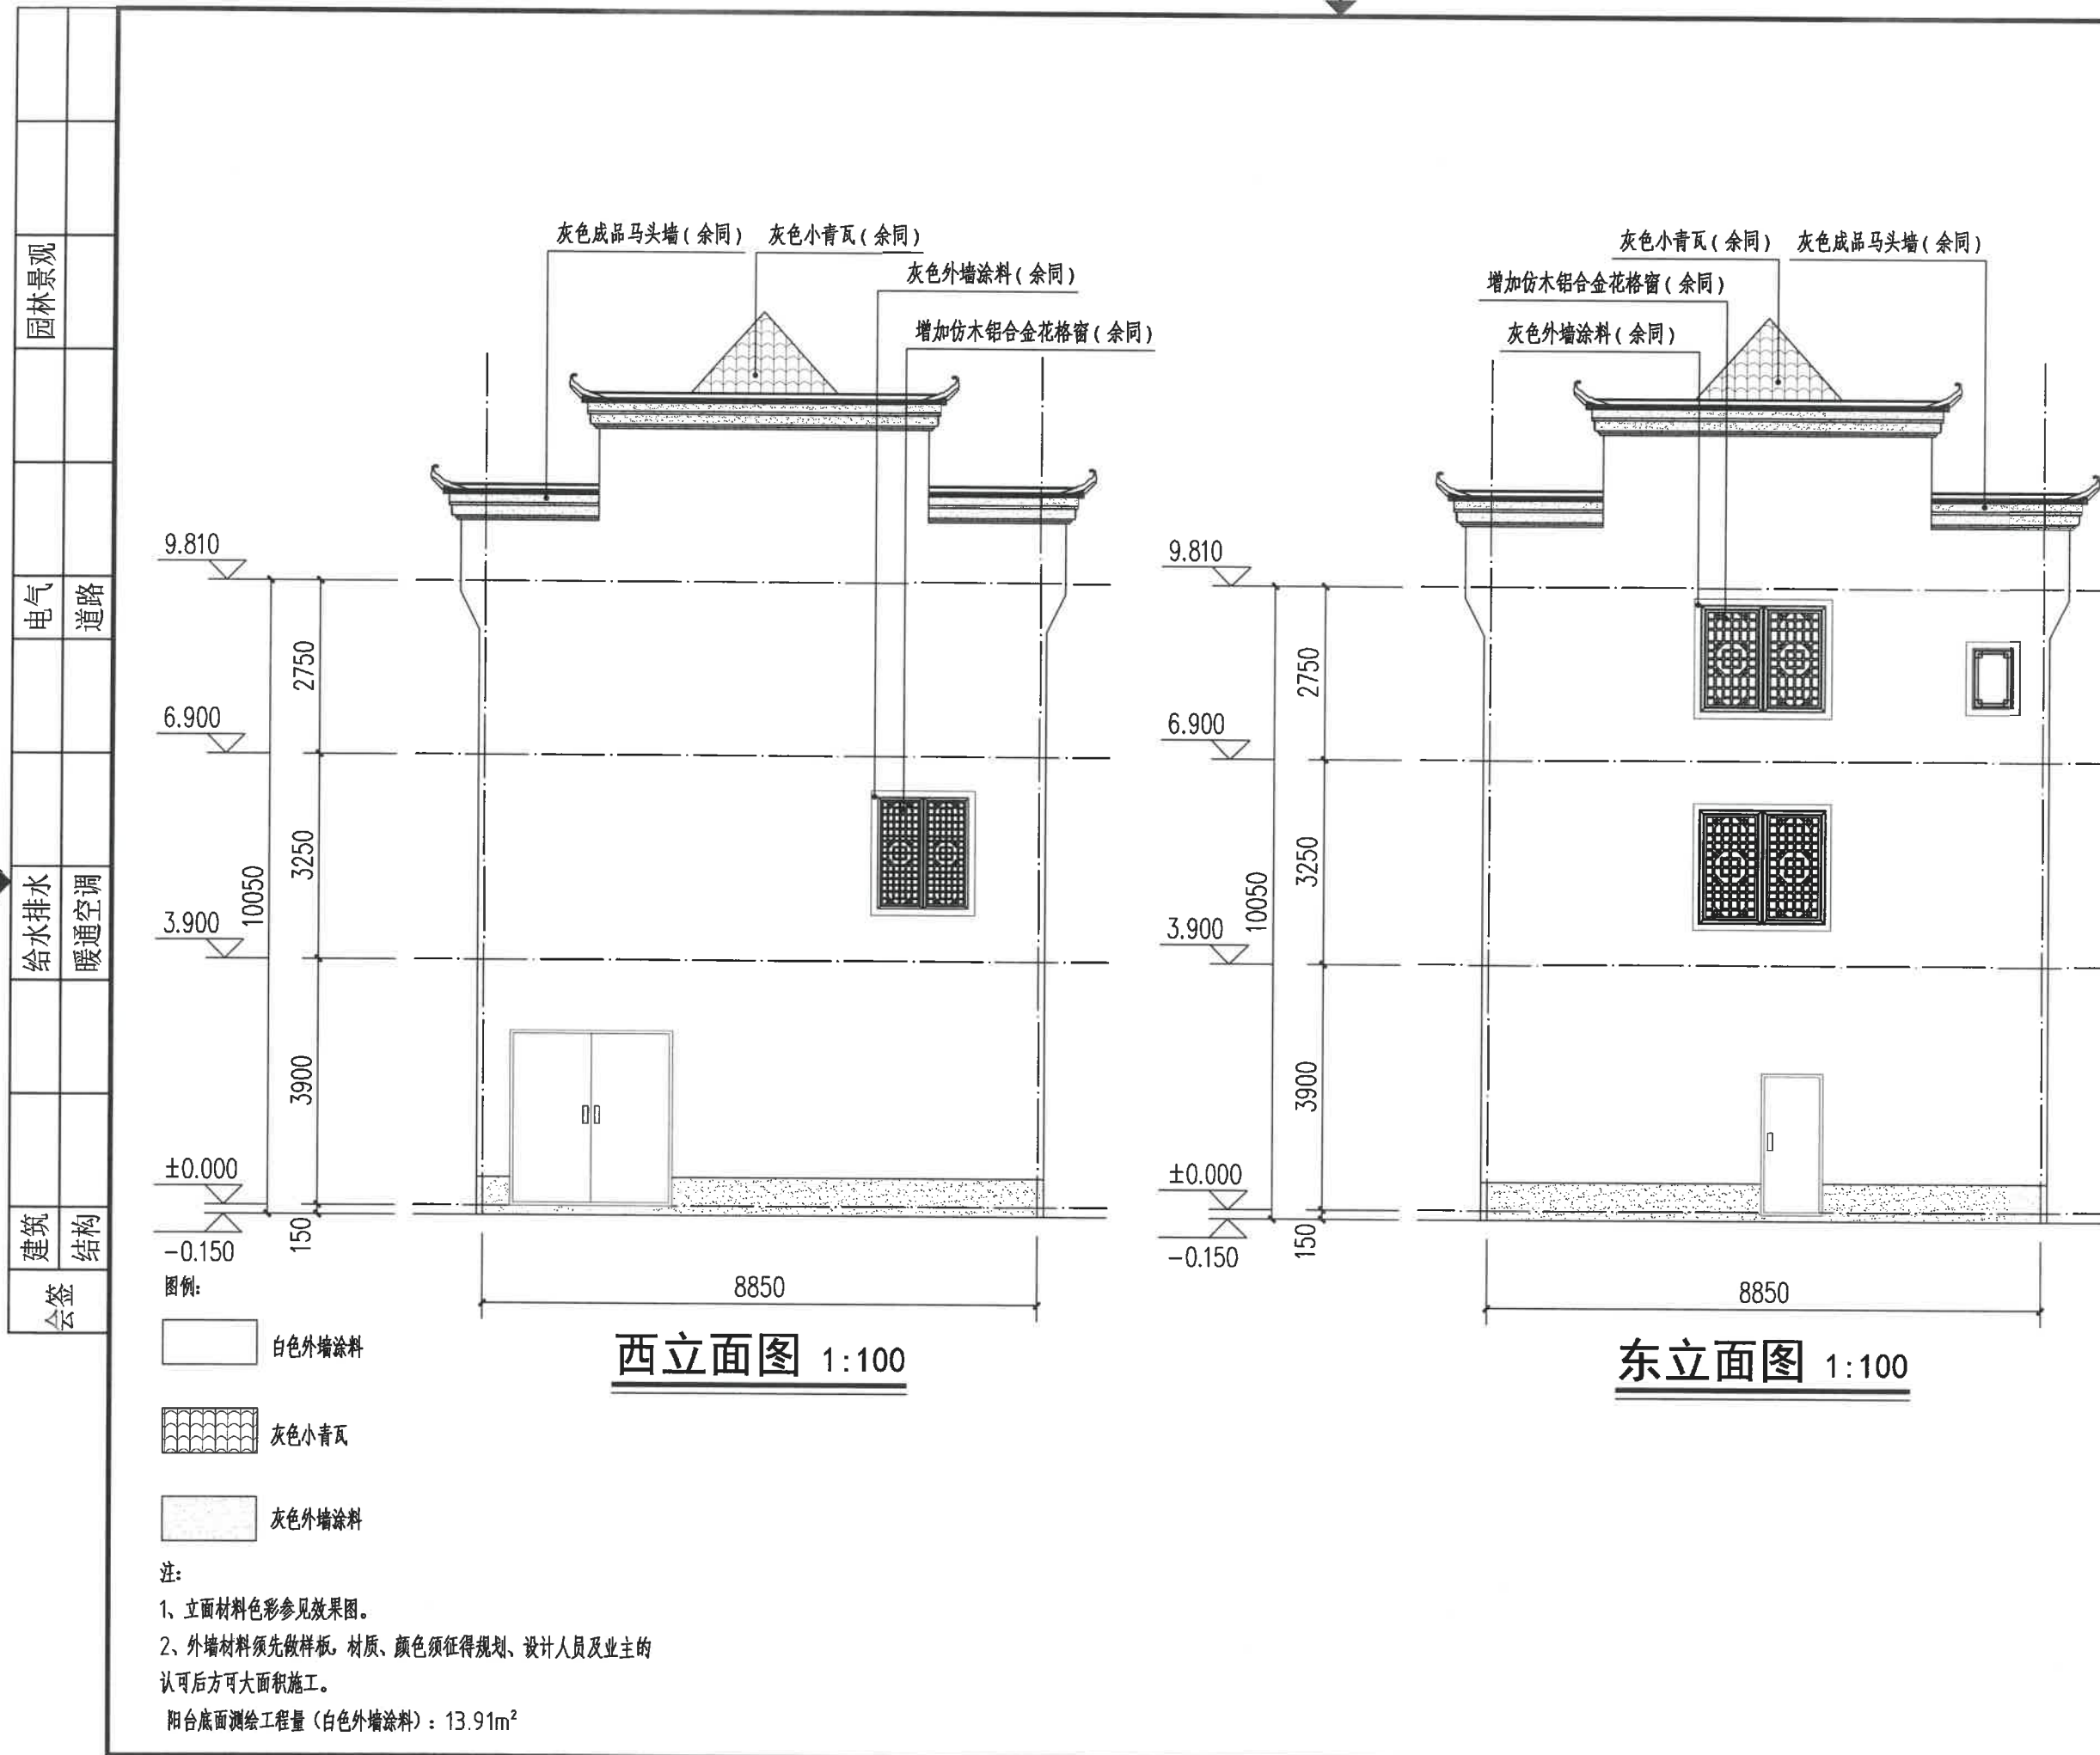 园林景观
电气
道路
给水排水
暖通空调
建筑
结构
会签
灰色成品马头墙(余同)
灰色小青瓦(余同)
灰色外墙涂料(余同)
增加仿木铝合金花格窗(余同)
9.810
6.900
3.900
±0.000
-0.150
2750
3250
3900
150
10050
8850
西立面图 1:100
灰色小青瓦(余同)
灰色成品马头墙(余同)
增加仿木铝合金花格窗(余同)
灰色外墙涂料(余同)
9.810
6.900
3.900
±0.000
-0.150
2750
3250
3900
150
10050
8850
东立面图 1:100
图例:
白色外墙涂料
灰色小青瓦
灰色外墙涂料
注:
1、立面材料色彩参见效果图。
2、外墙材料须先做样板，材质、颜色须征得规划、设计人员及业主的
认可后方可大面积施工。
阳台底面测绘工程量（白色外墙涂料）：13.91m²